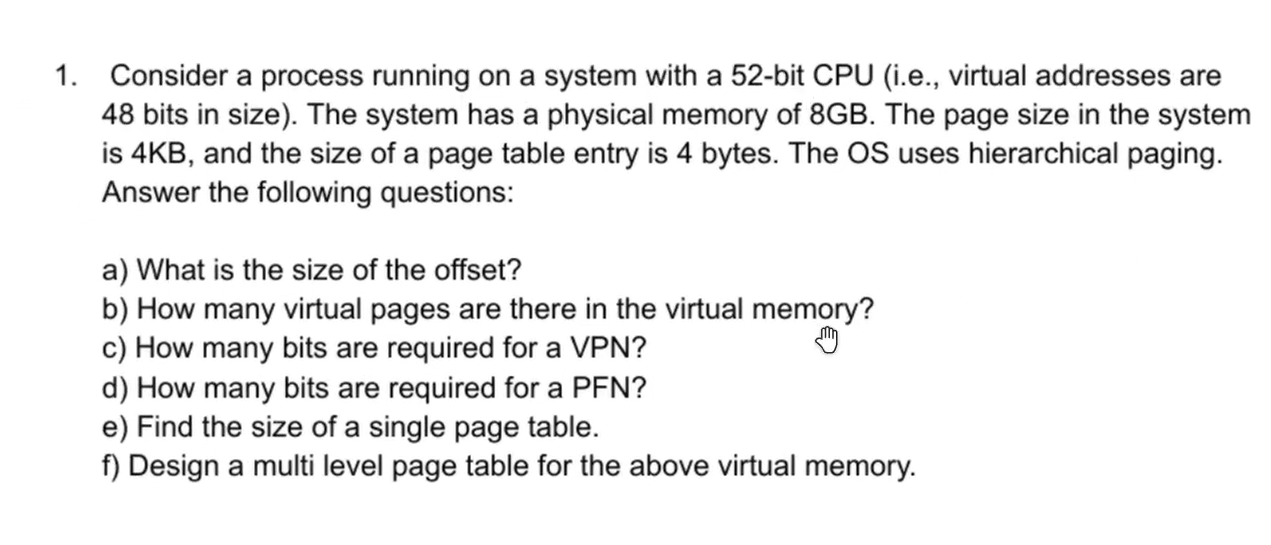 1. Consider a process running on a system with a 52-bit CPU (i.e., virtual addresses are
48 bits in size). The system has a physical memory of 8GB. The page size in the system
is 4KB, and the size of a page table entry is 4 bytes. The OS uses hierarchical paging.
Answer the following questions:
a) What is the size of the offset?
b) How many virtual pages are there in the virtual memory?
c) How many bits are required for a VPN?
d) How many bits are required for a PFN?
e) Find the size of a single page table.
f) Design a multi level page table for the above virtual memory.